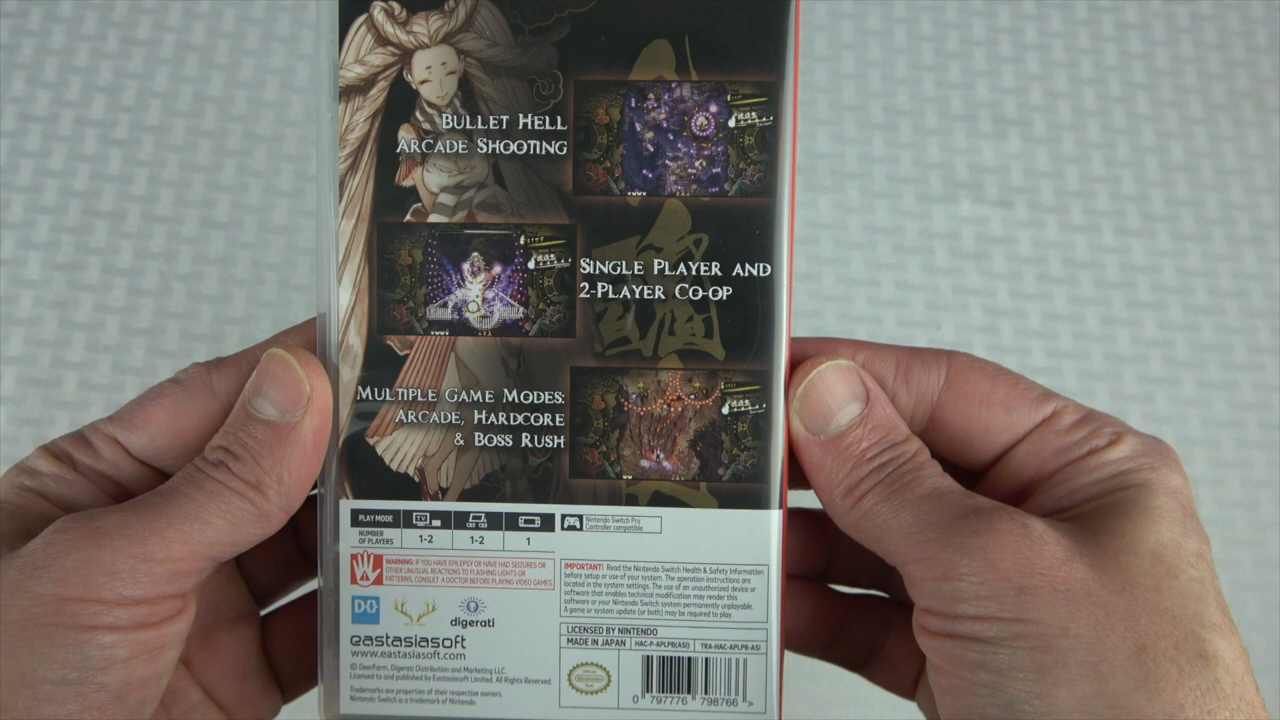 BULLET HELL
ARCADE SHOOTING
SINGLE PLAYER AND
2-PLAYER CO-OP
MULTIPLE GAME MODES:
ARCADE, HARDCORE
& BOSS RUSH
PLAY MODE
TV
NUMBER
OF PLAYERS
1-2
1-2
1
Nintendo Switch Pro
Controller compatible
WARNING: IF YOU HAVE EPILEPSY OR HAVE HAD SEIZURES OR
OTHER UNUSUAL REACTIONS TO FLASHING LIGHTS OR
PATTERNS, CONSULT A DOCTOR BEFORE PLAYING VIDEO GAMES.
IMPORTANT! Read the Nintendo Switch Health & Safety Information
before setup or use of your system. The operation instructions are
located in the system settings. The use of an unauthorized device or
software that enables technical modification may render this
software or your Nintendo Switch system permanently unplayable.
A game or system update (or both) may be required to play.
digerati
eastasiasoft
www.eastasiasoft.com
© DeerFarm, Digerati Distribution and Marketing LLC.
Licensed to and published by Eastasiasoft Limited. All Rights Reserved.
Trademarks are properties of their respective owners.
Nintendo Switch is a trademark of Nintendo
LICENSED BY NINTENDO
MADE IN JAPAN
HAC-P-APLPB(ASI)
TRA-HAC-APLPB-ASI
Nintendo
0 797776 798766 >